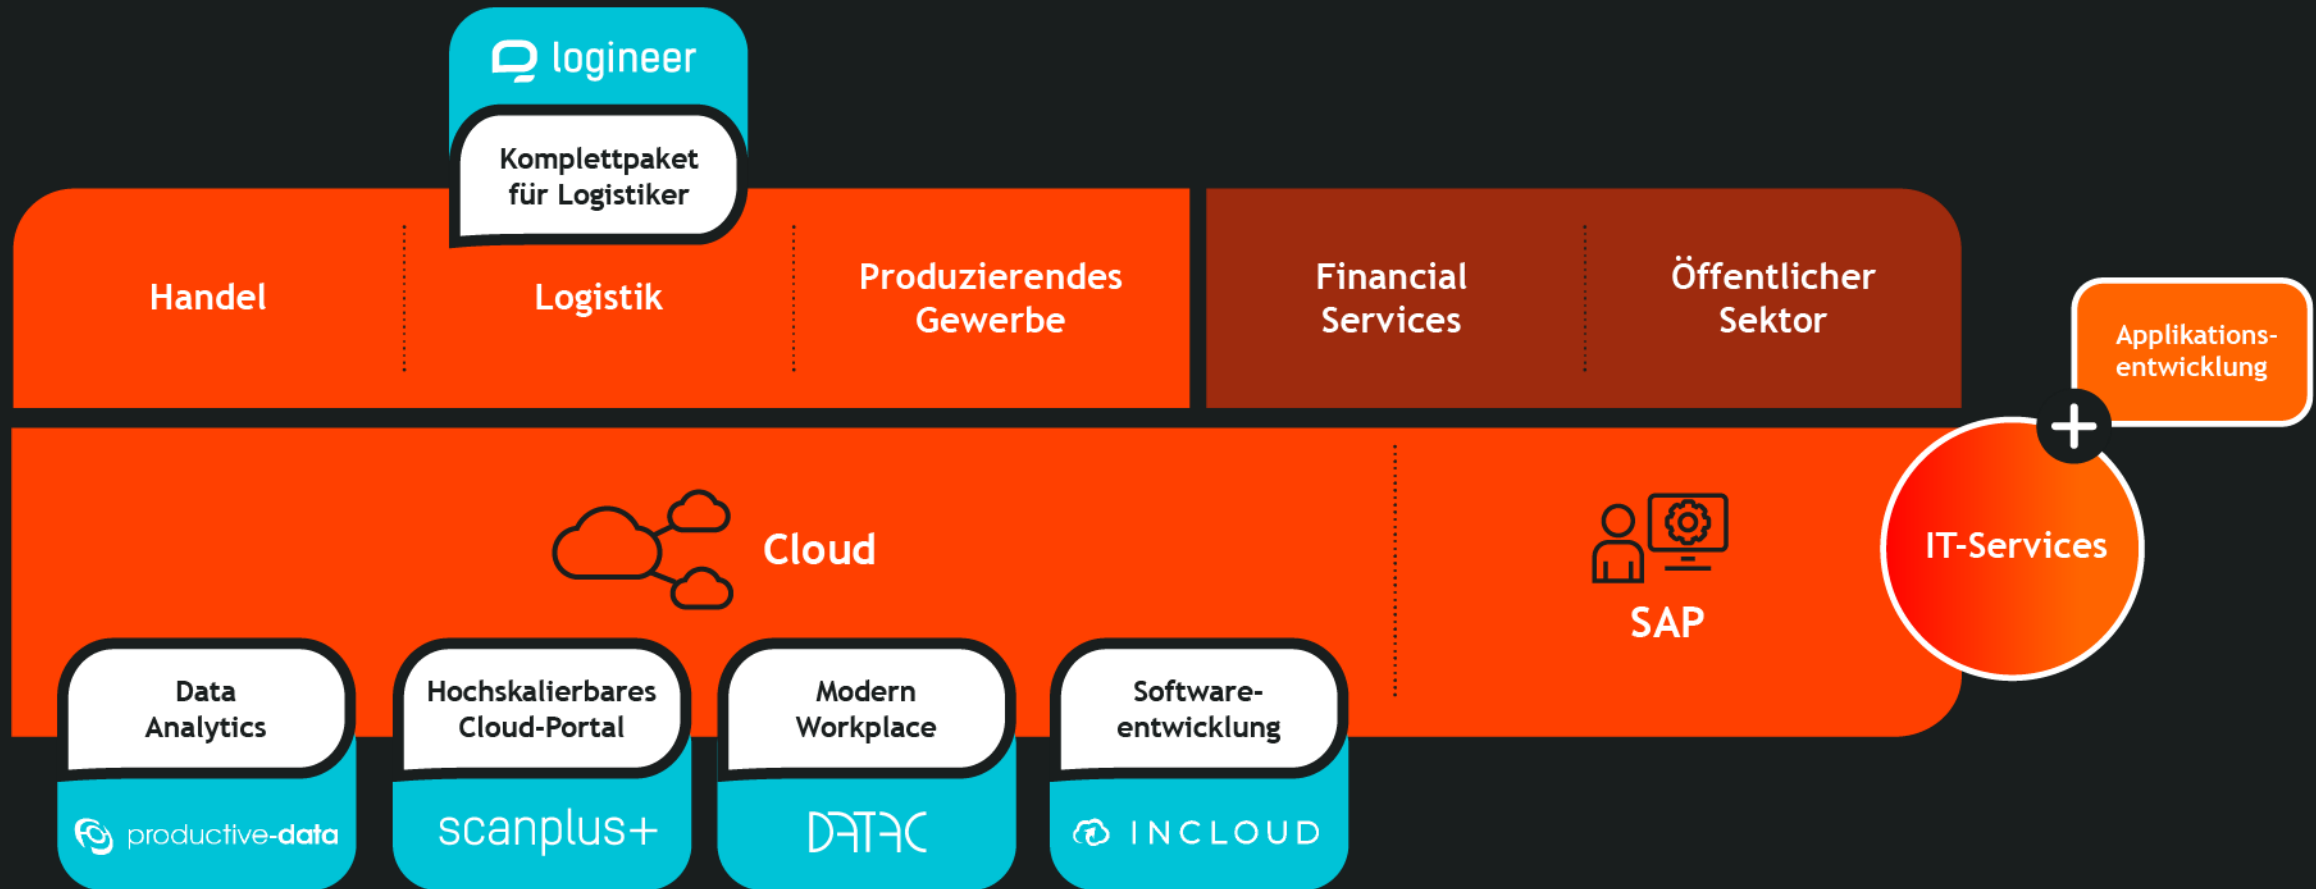 logineer
Komplettpaket
für Logistiker
Handel
Logistik
Produzierendes
Gewerbe
Financial
Services
Öffentlicher
Sektor
Applikations-
entwicklung
Cloud
SAP
IT-Services
Data
Analytics
productive-data
Hochskalierbares
Cloud-Portal
scanplus+
Modern
Workplace
DATAC
Software-
entwicklung
INCLOUD